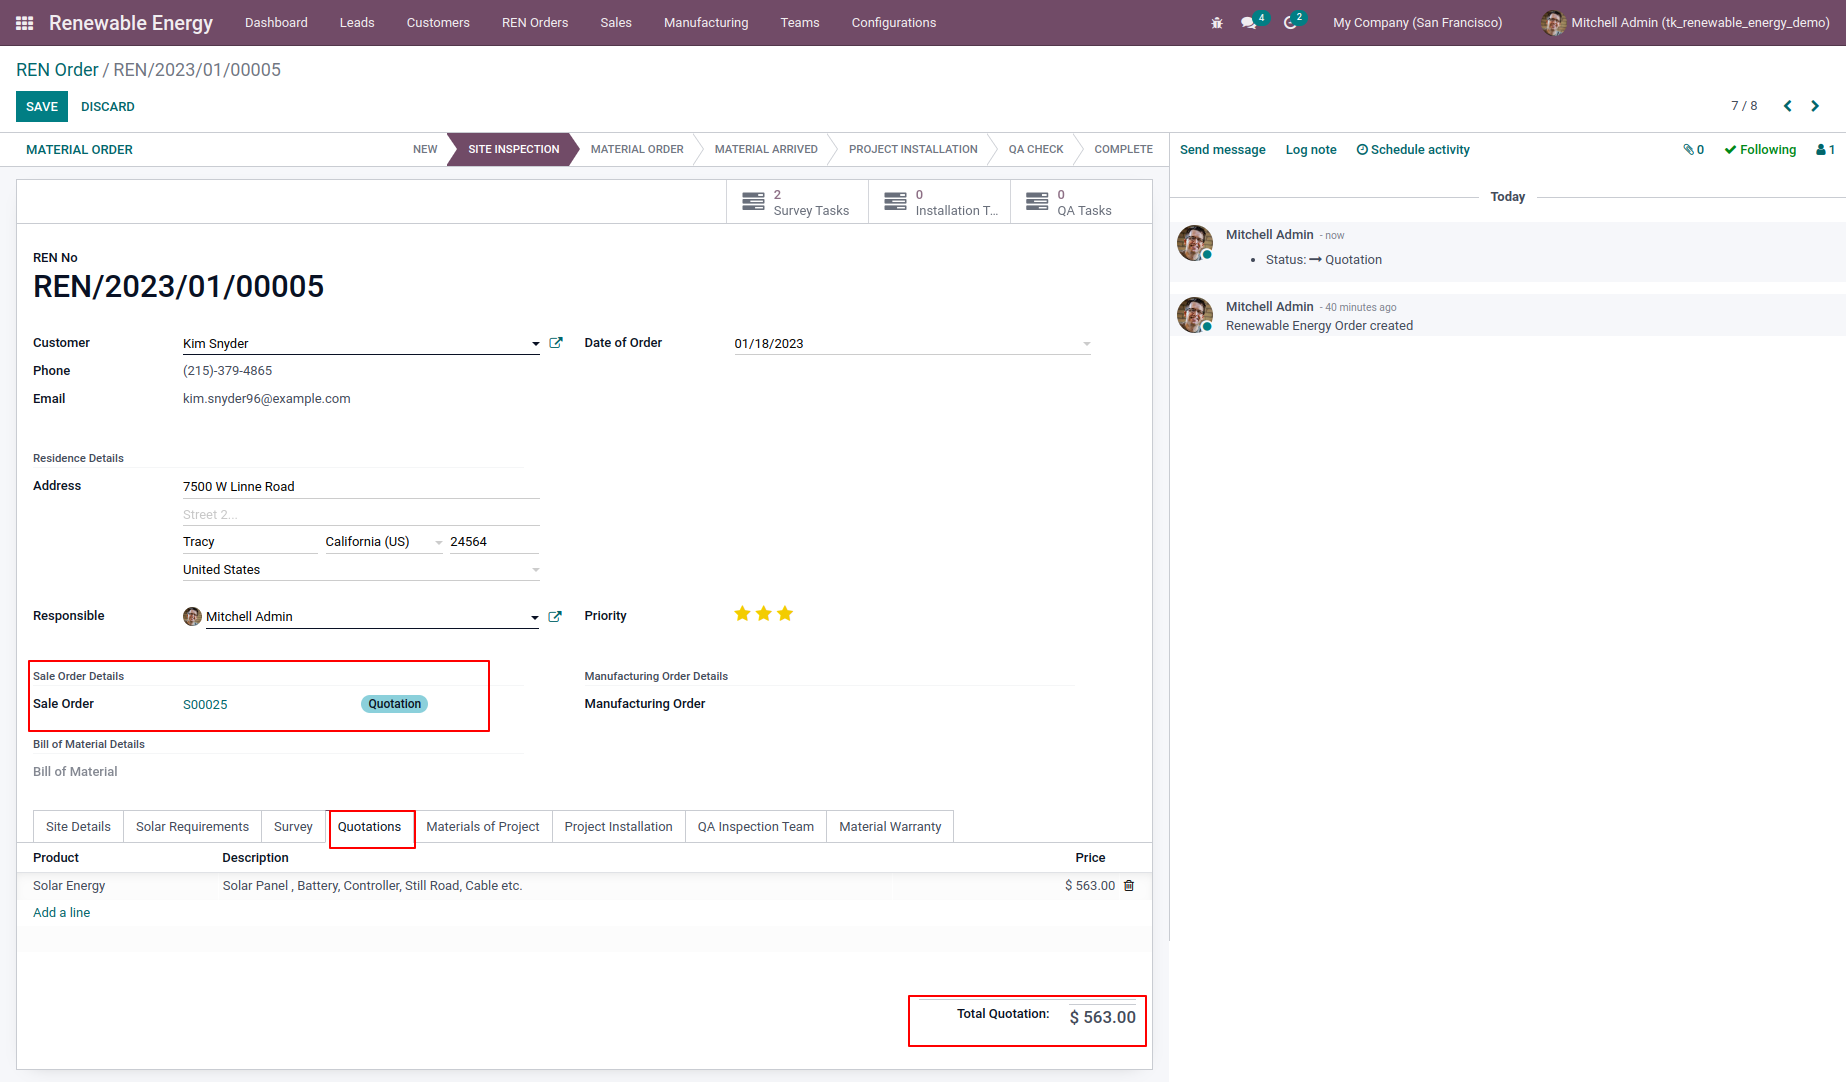 Renewable Energy Dashboard Leads Customers REN Orders Sales Manufacturing Teams Configurations 4 2 My Company (San Francisco) Mitchell Admin (tk_renewable_energy_demo)
REN Order / REN/2023/01/00005
SAVE DISCARD 7 / 8
MATERIAL ORDER NEW SITE INSPECTION MATERIAL ORDER MATERIAL ARRIVED PROJECT INSTALLATION QA CHECK COMPLETE
Send message Log note Schedule activity 0 Following 1
2 Survey Tasks
0 Installation T...
0 QA Tasks
Today
Mitchell Admin - now
• Status: → Quotation
Mitchell Admin - 40 minutes ago
Renewable Energy Order created
REN No
REN/2023/01/00005
Customer Kim Snyder Date of Order 01/18/2023
Phone (215)-379-4865
Email kim.snyder96@example.com
Residence Details
Address 7500 W Linne Road
Street 2...
Tracy California (US) 24564
United States
Responsible Mitchell Admin Priority
Sale Order Details Manufacturing Order Details
Sale Order S00025 Quotation Manufacturing Order
Bill of Material Details
Bill of Material
Site Details Solar Requirements Survey Quotations Materials of Project Project Installation QA Inspection Team Material Warranty
Product Description Price
Solar Energy Solar Panel , Battery, Controller, Still Road, Cable etc. $ 563.00
Add a line
Total Quotation: $ 563.00